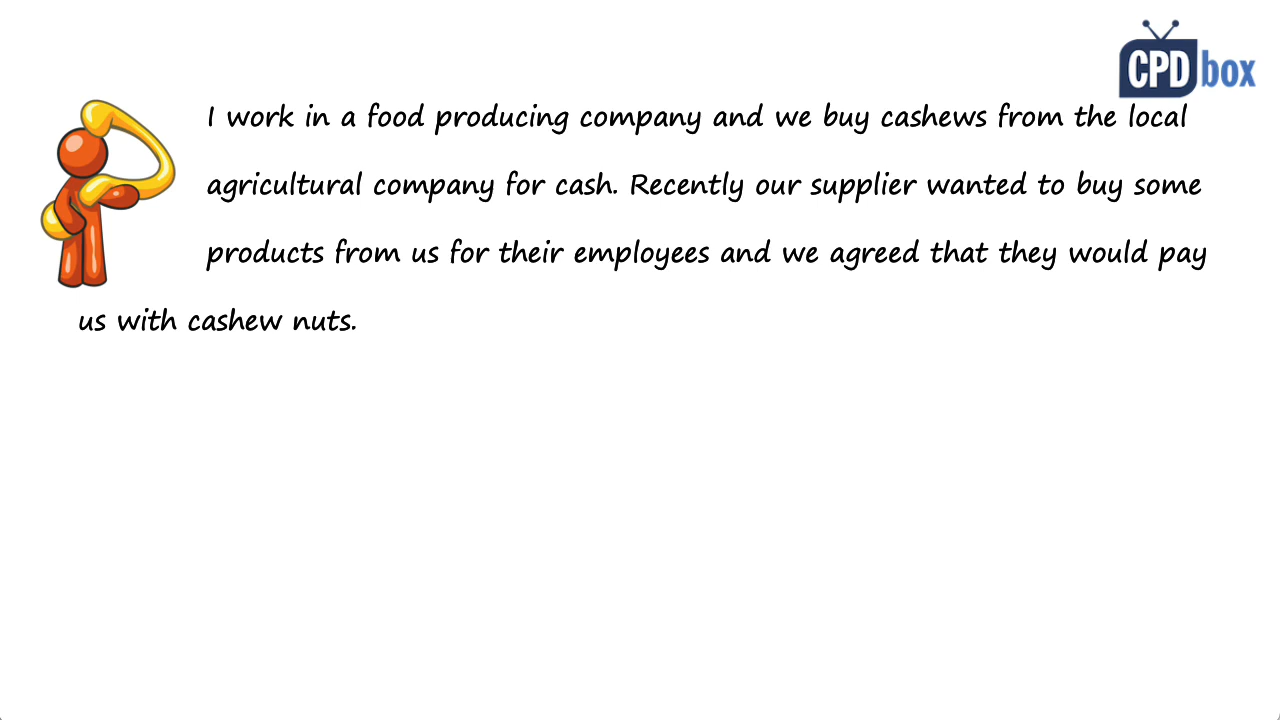 CPD box
I work in a food producing company and we buy cashews from the local
agricultural company for cash. Recently our supplier wanted to buy some
products from us for their employees and we agreed that they would pay
us with cashew nuts.